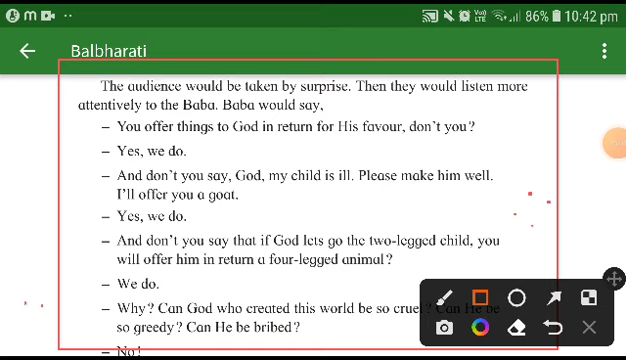 86% 10:42 pm
Balbharati
The audience would be taken by surprise. Then they would listen more
attentively to the Baba. Baba would say,
– You offer things to God in return for His favour, don't you?
– Yes, we do.
– And don't you say, God, my child is ill. Please make him well.
I'll offer you a goat.
– Yes, we do.
– And don't you say that if God lets go the two-legged child, you
will offer him in return a four-legged animal?
– We do.
– Why? Can God who created this world be so cruel? Can He be
so greedy? Can He be bribed?
– No!